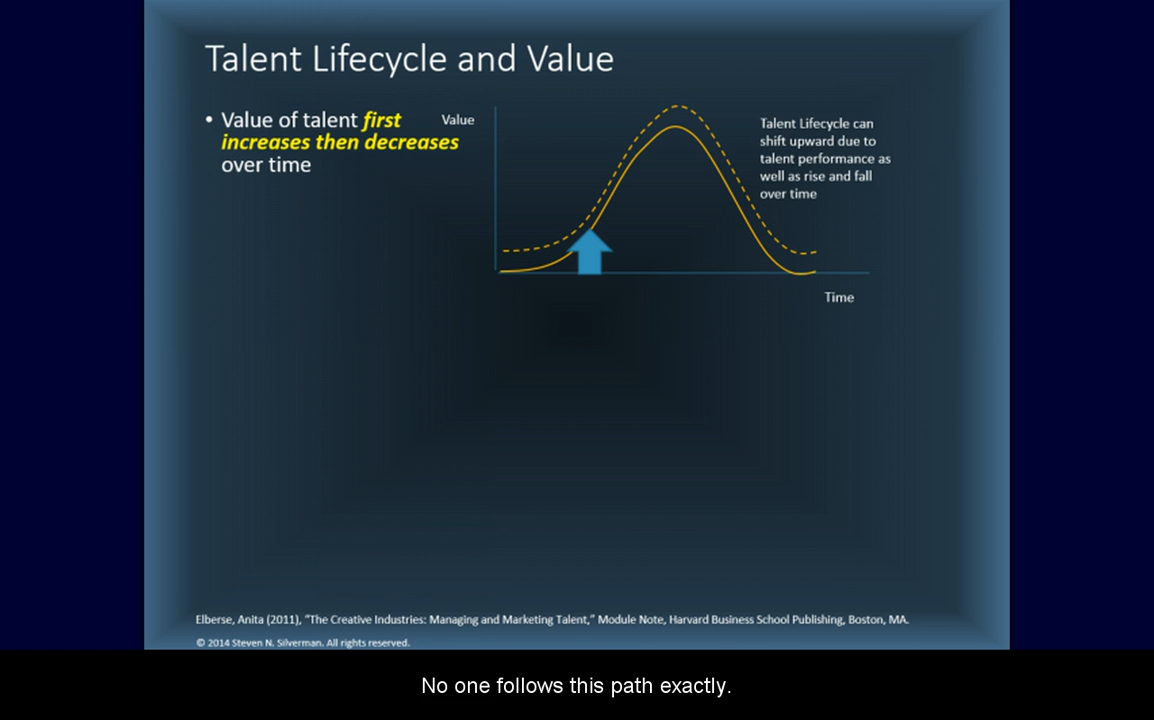 Talent Lifecycle and Value
• Value of talent first
increases then decreases
over time
Value
Talent Lifecycle can
shift upward due to
talent performance as
well as rise and fall
over time
Time
Elberse, Anita (2011), "The Creative Industries: Managing and Marketing Talent," Module Note, Harvard Business School Publishing, Boston, MA.
© 2014 Steven N. Silverman. All rights reserved.
No one follows this path exactly.